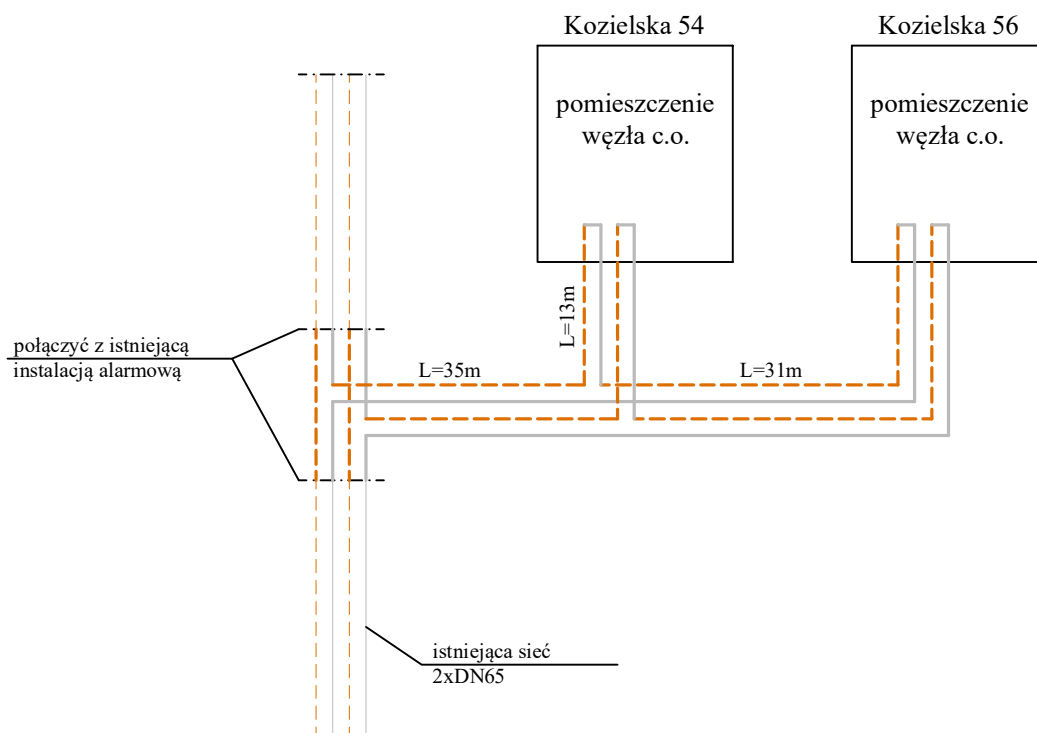 Kozielska 54
pomieszczenie
węzła c.o.
Kozielska 56
pomieszczenie
węzła c.o.
L=13m
połączyć z istniejącą
instalacją alarmową
L=35m
L=31m
istniejąca sieć
2xDN65